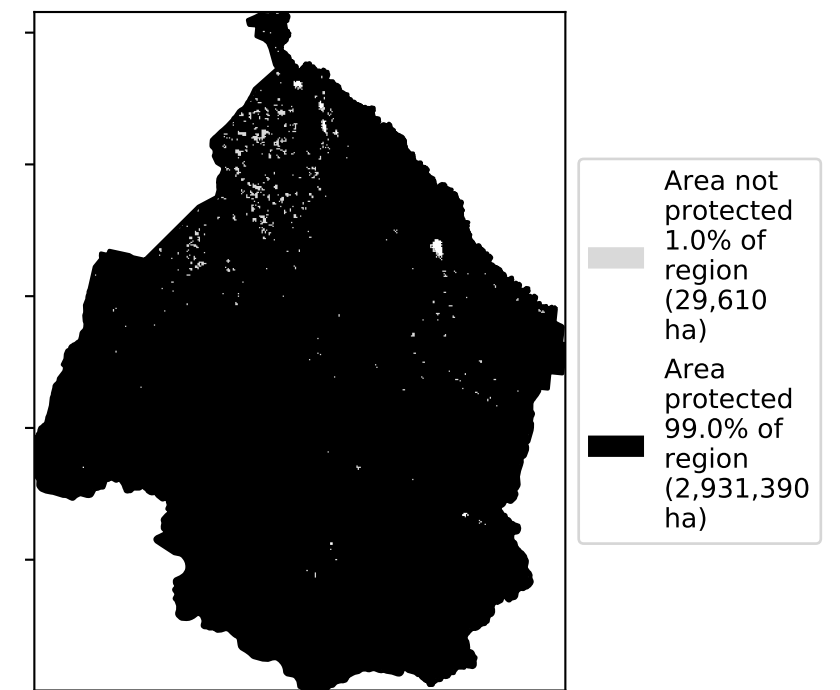 Area not
protected
1.0% of
region
(29,610
ha)
Area
protected
99.0% of
region
(2,931,390
ha)